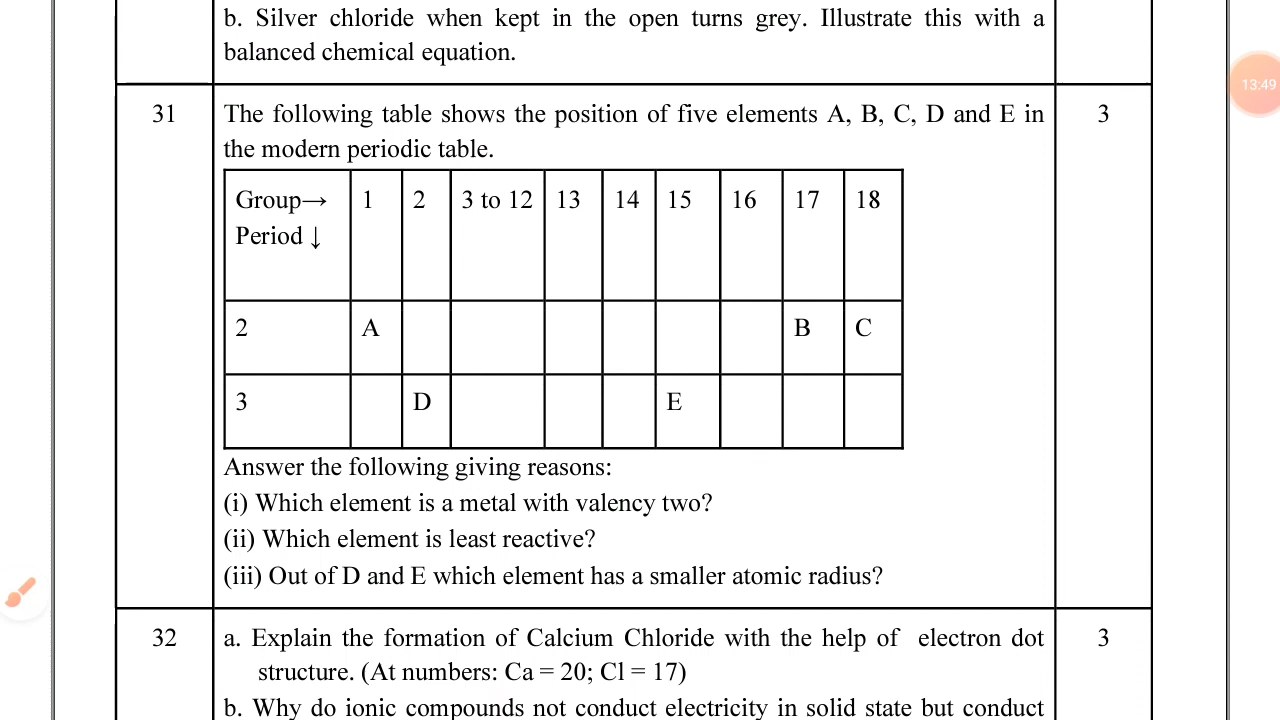 b. Silver chloride when kept in the open turns grey. Illustrate this with a
balanced chemical equation.
13:49
31
The following table shows the position of five elements A, B, C, D and E in
3
the modern periodic table.
Group→ 1 2 3 to 12 13 14 15 16 17 18
Period ↓
2 A B C
3 D E
Answer the following giving reasons:
(i) Which element is a metal with valency two?
(ii) Which element is least reactive?
(iii) Out of D and E which element has a smaller atomic radius?
32
a. Explain the formation of Calcium Chloride with the help of electron dot
3
structure. (At numbers: Ca = 20; Cl = 17)
b. Why do ionic compounds not conduct electricity in solid state but conduct